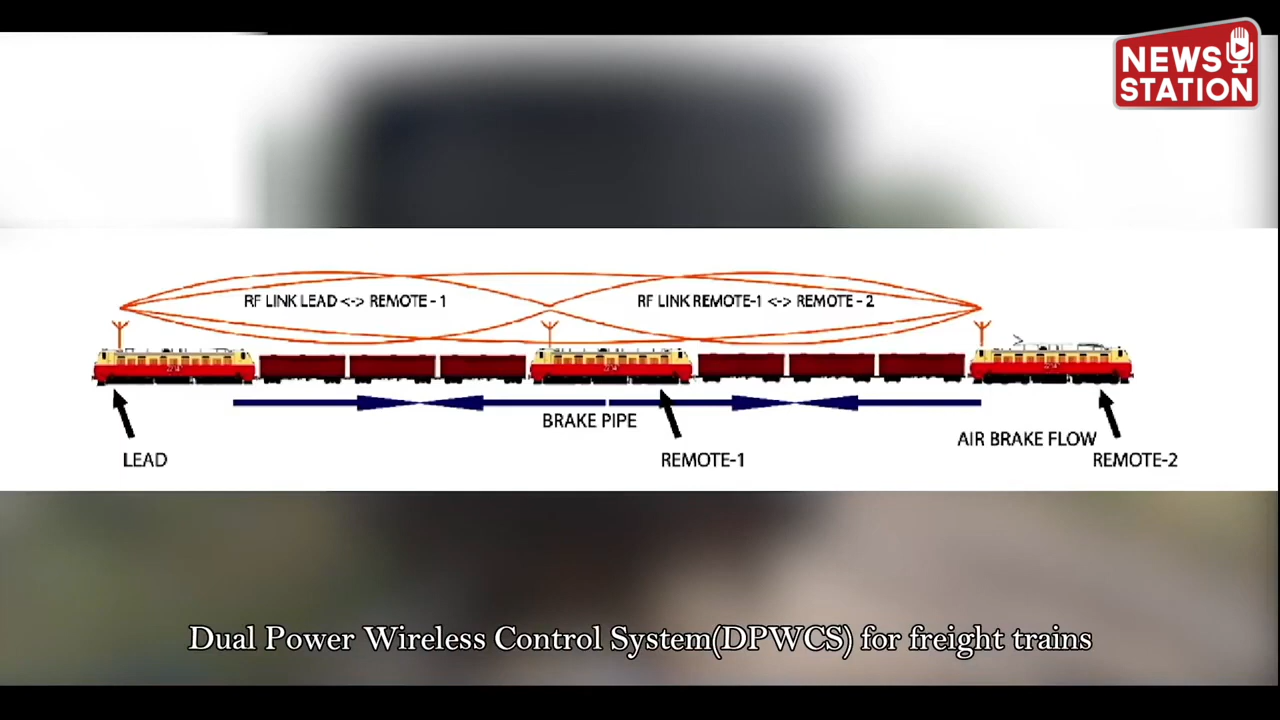 NEWS
STATION
RF LINK LEAD <-> REMOTE - 1
RF LINK REMOTE-1 <-> REMOTE - 2
BRAKE PIPE
AIR BRAKE FLOW
LEAD
REMOTE-1
REMOTE-2
Dual Power Wireless Control System(DPWCS) for freight trains